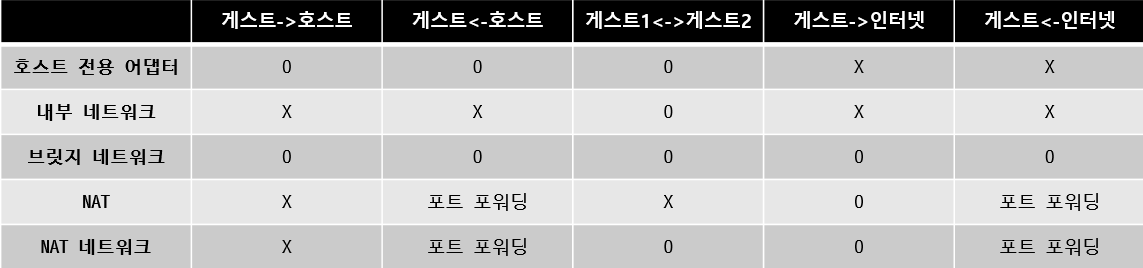 게스트->호스트 게스트<-호스트 게스트1<->게스트2 게스트->인터넷 게스트<-인터넷
호스트 전용 어댑터 O O O X X
내부 네트워크 X X O X X
브릿지 네트워크 O O O O O
NAT X 포트 포워딩 X O 포트 포워딩
NAT 네트워크 X 포트 포워딩 O O 포트 포워딩